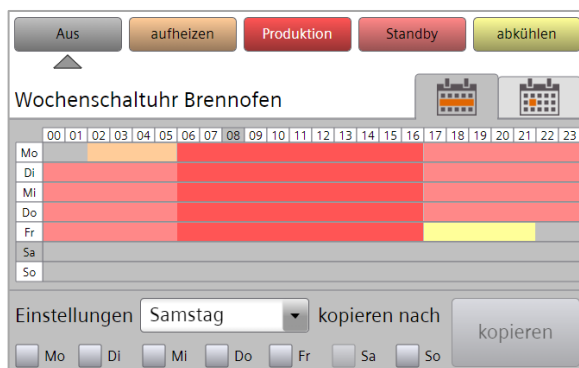 Aus aufheizen Produktion Standby abkühlen
Wochenschaltuhr Brennofen
00 01 02 03 04 05 06 07 08 09 10 11 12 13 14 15 16 17 18 19 20 21 22 23
Mo
Di
Mi
Do
Fr
Sa
So
Einstellungen Samstag kopieren nach kopieren
Mo Di Mi Do Fr Sa So